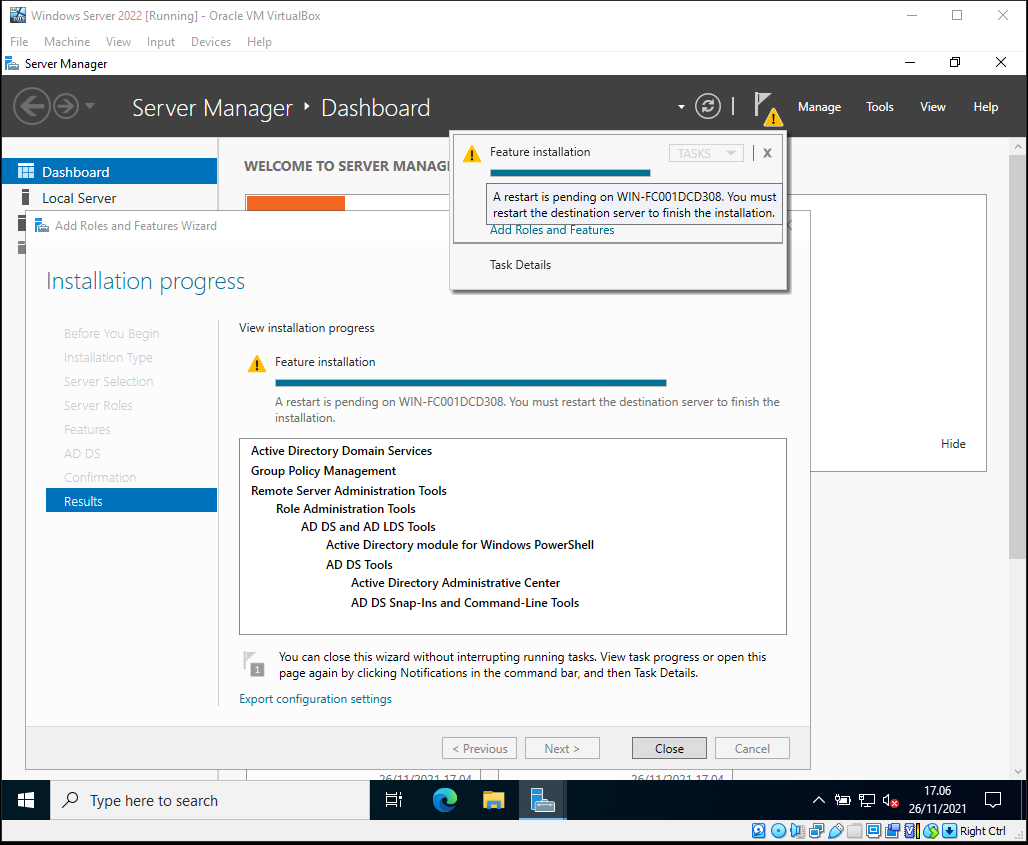 Windows Server 2022 [Running] - Oracle VM VirtualBox
File Machine View Input Devices Help
Server Manager
Server Manager ‣ Dashboard
Manage Tools View Help
Dashboard
Local Server
WELCOME TO SERVER MANAG
Feature installation
TASKS
X
A restart is pending on WIN-FC001DCD308. You must
restart the destination server to finish the installation.
Add Roles and Features
Task Details
Hide
Add Roles and Features Wizard
Installation progress
Before You Begin
Installation Type
Server Selection
Server Roles
Features
AD DS
Confirmation
Results
View installation progress
Feature installation
A restart is pending on WIN-FC001DCD308. You must restart the destination server to finish the
installation.
Active Directory Domain Services
Group Policy Management
Remote Server Administration Tools
Role Administration Tools
AD DS and AD LDS Tools
Active Directory module for Windows PowerShell
AD DS Tools
Active Directory Administrative Center
AD DS Snap-Ins and Command-Line Tools
1
You can close this wizard without interrupting running tasks. View task progress or open this
page again by clicking Notifications in the command bar, and then Task Details.
Export configuration settings
< Previous Next > Close Cancel
26/11/2021 17.04 26/11/2021 17.04
Type here to search
17.06
26/11/2021
Right Ctrl